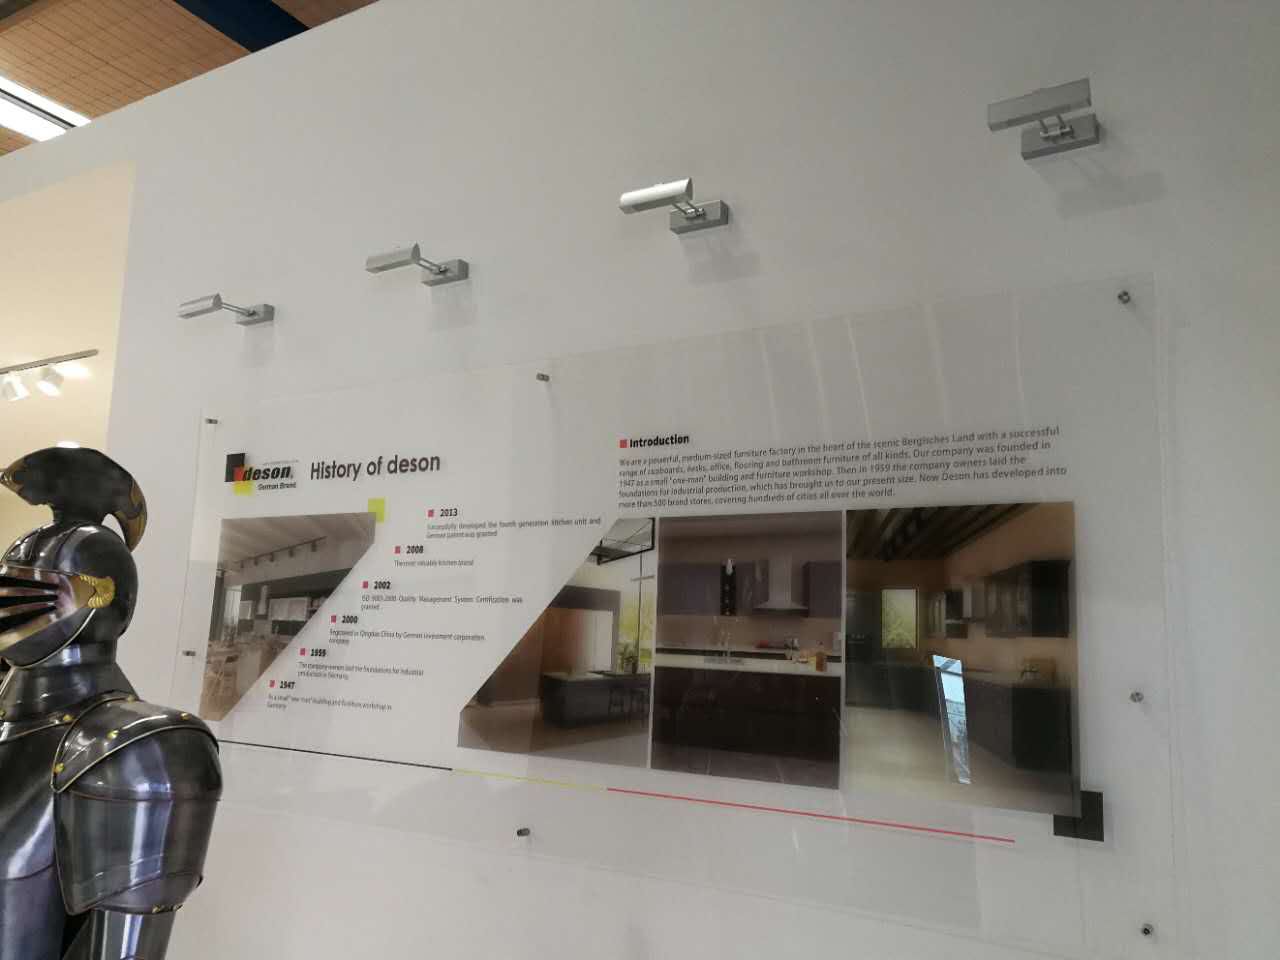 deson
German Brand
History of deson
2013
Successfully developed the fourth generation kitchen unit and
German patent was granted
2008
The most valuably kitchen brand
2002
ISO 9001-2000 Quality Management System Certification was
granted
2000
Registered in Qingdao China by German investment corporation
company
1959
The company owners laid the foundations for industrial
production in Germany
1947
As a small "one-man" building and furniture workshop in
Germany
Introduction
We are a powerful, medium-sized furniture factory in the heart of the scenic Bergisches Land with a successful
range of cupboards, desks, office, flooring and bathroom furniture of all kinds. Our company was founded in
1947 as a small "one-man" building and furniture workshop. Then in 1959 the company owners laid the
foundations for industrial production, which has brought us to our present size. Now Deson has developed into
more than 500 brand stores, covering hundreds of cities all over the world.